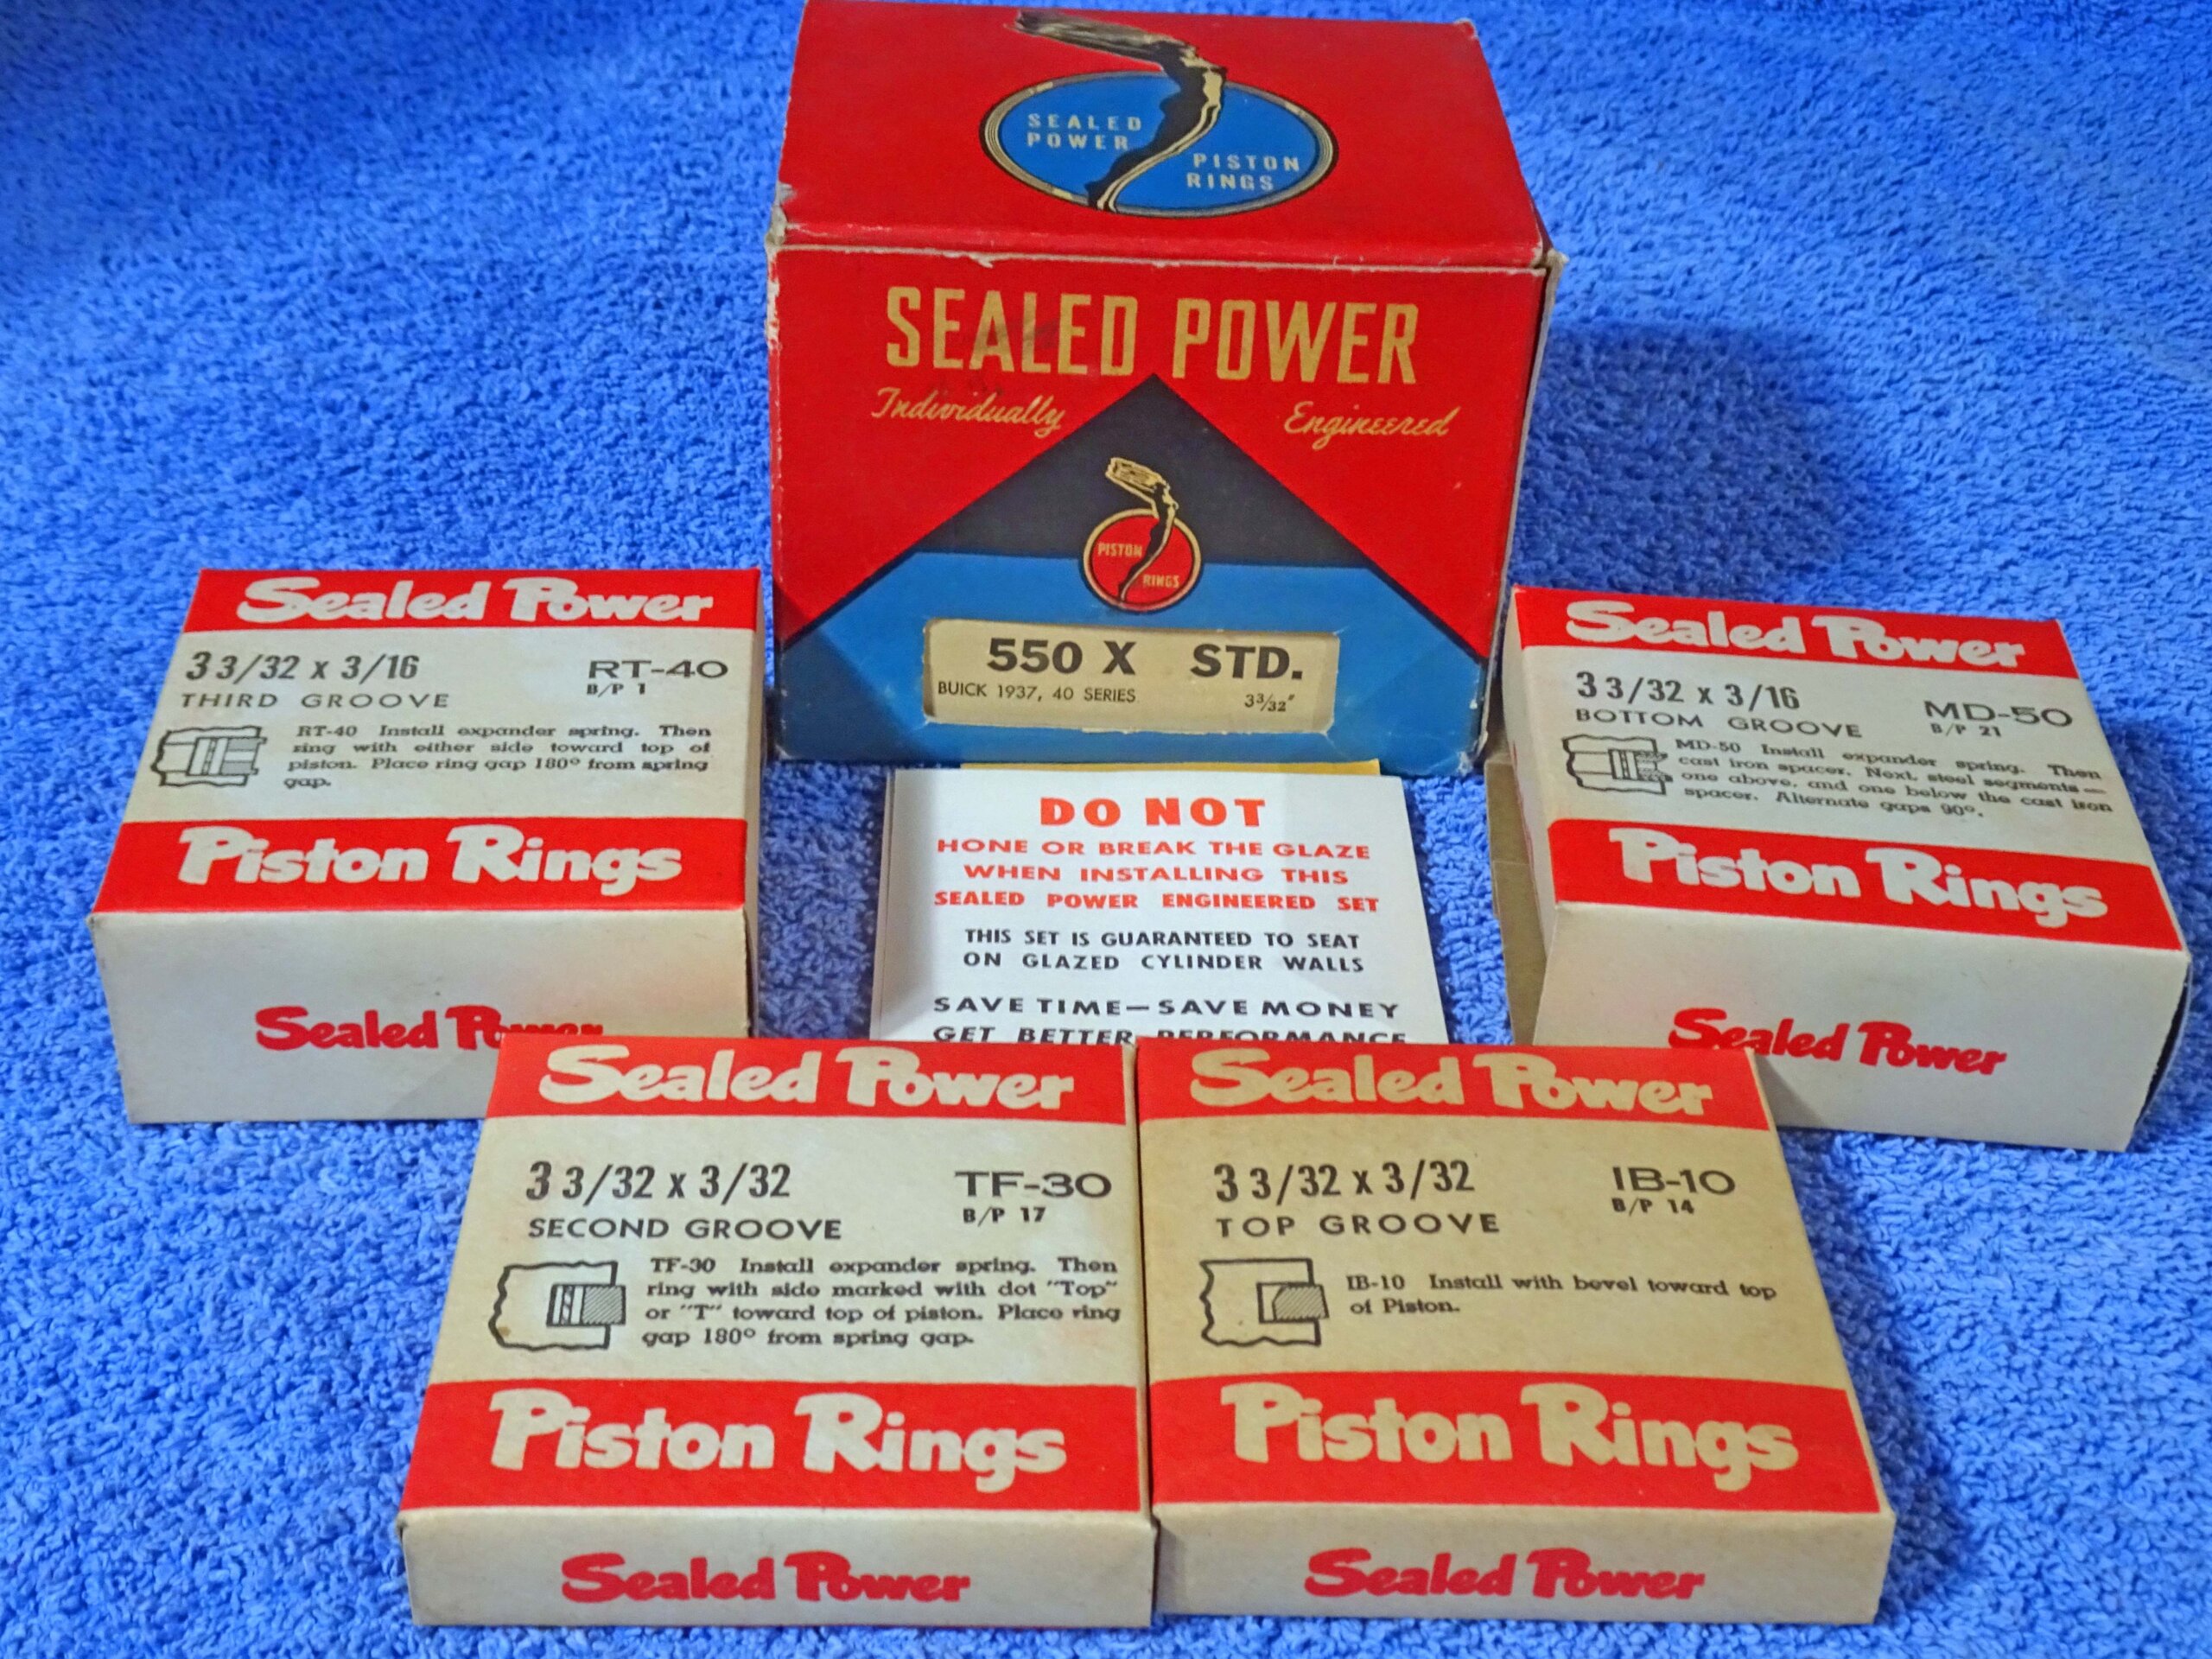 SEALED
POWER
PISTON
RINGS
SEALED POWER
Individually Engineered
PISTON
RINGS
550 X STD.
BUICK 1937, 40 SERIES 3 3/32"
Sealed Power
3 3/32 x 3/16 RT-40
THIRD GROOVE B/P 1
RT-40 Install expander spring. Then
ring with either side toward top of
piston. Place ring gap 180° from spring
gap.
Piston Rings
Sealed Power
Sealed Power
3 3/32 x 3/16 MD-50
BOTTOM GROOVE B/P 21
MD-50 Install expander spring. Then
cast iron spacer. Next, steel segments—
one above, and one below the cast iron
spacer. Alternate gaps 90°.
Piston Rings
Sealed Power
DO NOT
HONE OR BREAK THE GLAZE
WHEN INSTALLING THIS
SEALED POWER ENGINEERED SET
THIS SET IS GUARANTEED TO SEAT
ON GLAZED CYLINDER WALLS
SAVE TIME—SAVE MONEY
GET BETTER PERFORMANCE
Sealed Power
3 3/32 x 3/32 TF-30
SECOND GROOVE B/P 17
TF-30 Install expander spring. Then
ring with side marked with dot "Top"
or "T" toward top of piston. Place ring
gap 180° from spring gap.
Piston Rings
Sealed Power
Sealed Power
3 3/32 x 3/32 IB-10
TOP GROOVE B/P 14
IB-10 Install with bevel toward top
of Piston.
Piston Rings
Sealed Power